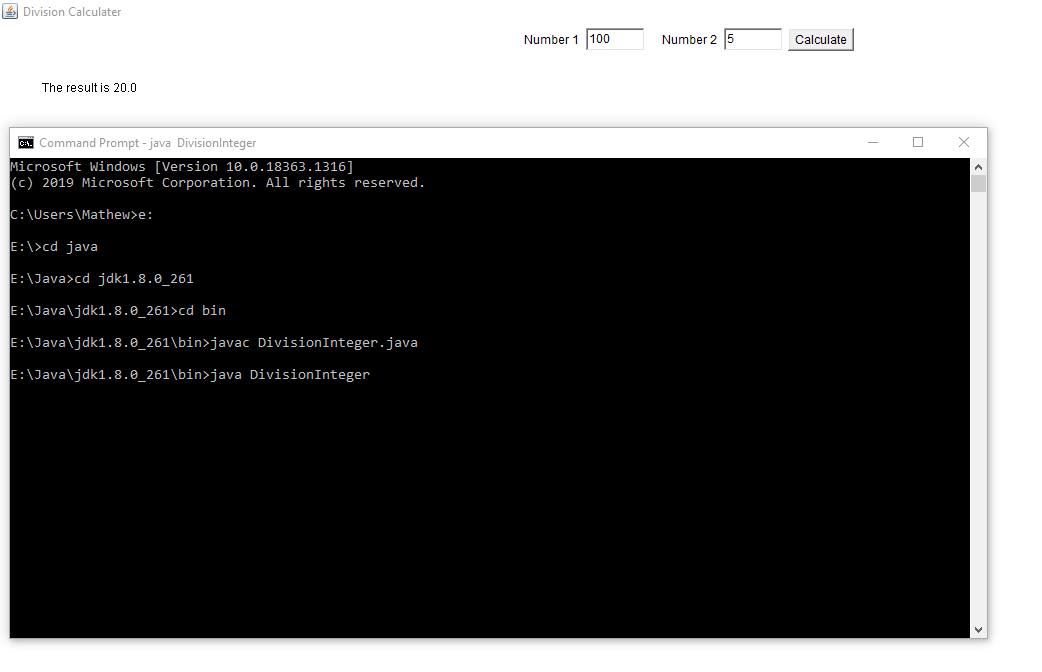 Division Calculater
Number 1 100 Number 2 5 Calculate
The result is 20.0
Command Prompt - java  DivisionInteger
Microsoft Windows [Version 10.0.18363.1316]
(c) 2019 Microsoft Corporation. All rights reserved.
C:\Users\Mathew>e:
E:\>cd java
E:\Java>cd jdk1.8.0_261
E:\Java\jdk1.8.0_261>cd bin
E:\Java\jdk1.8.0_261\bin>javac DivisionInteger.java
E:\Java\jdk1.8.0_261\bin>java DivisionInteger